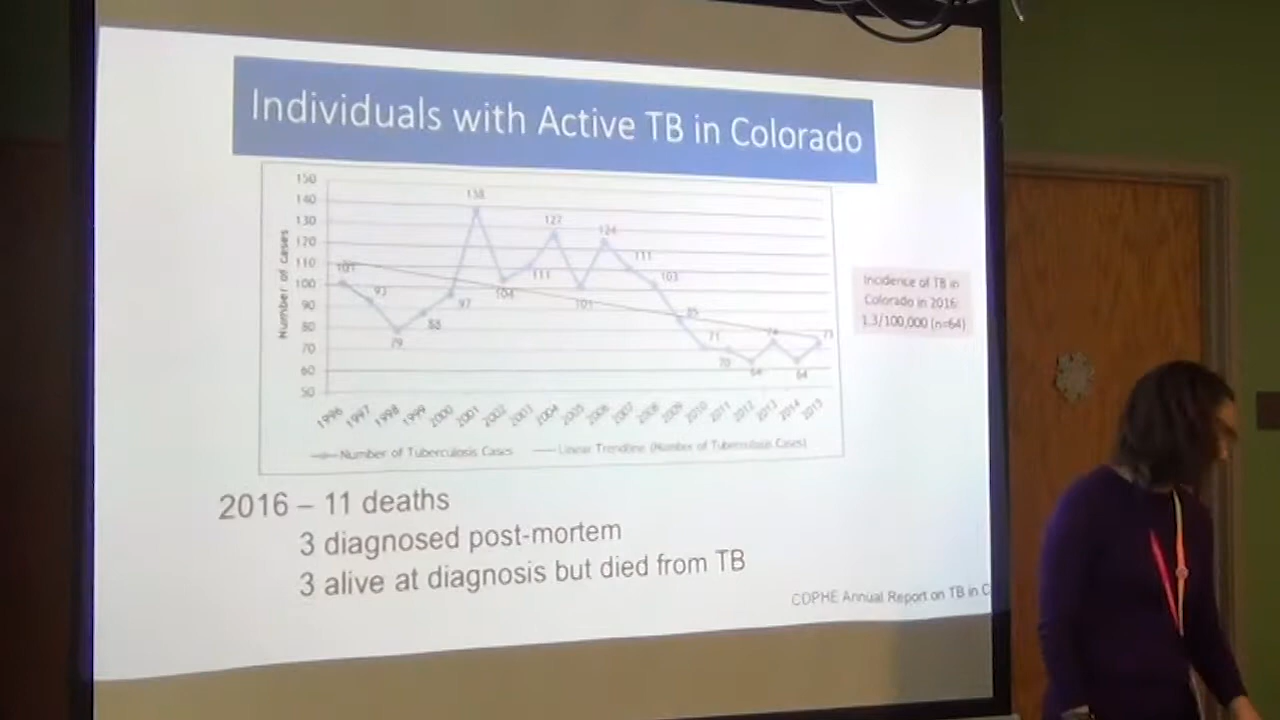 Individuals with Active TB in Colorado
150
140
130
120
110
100
90
80
70
60
50
Number of cases
138
127
124
111
103
101
93
79
88
97
104
111
101
85
71
70
64
74
64
73
1996 1997 1998 1999 2000 2001 2002 2003 2004 2005 2006 2007 2008 2009 2010 2011 2012 2013 2014 2015
Number of Tuberculosis Cases
Linear Trendline (Number of Tuberculosis Cases)
Incidence of TB in
Colorado in 2016:
1.3/100,000 (n=64)
2016 – 11 deaths
3 diagnosed post-mortem
3 alive at diagnosis but died from TB
CDPHE Annual Report on TB in C